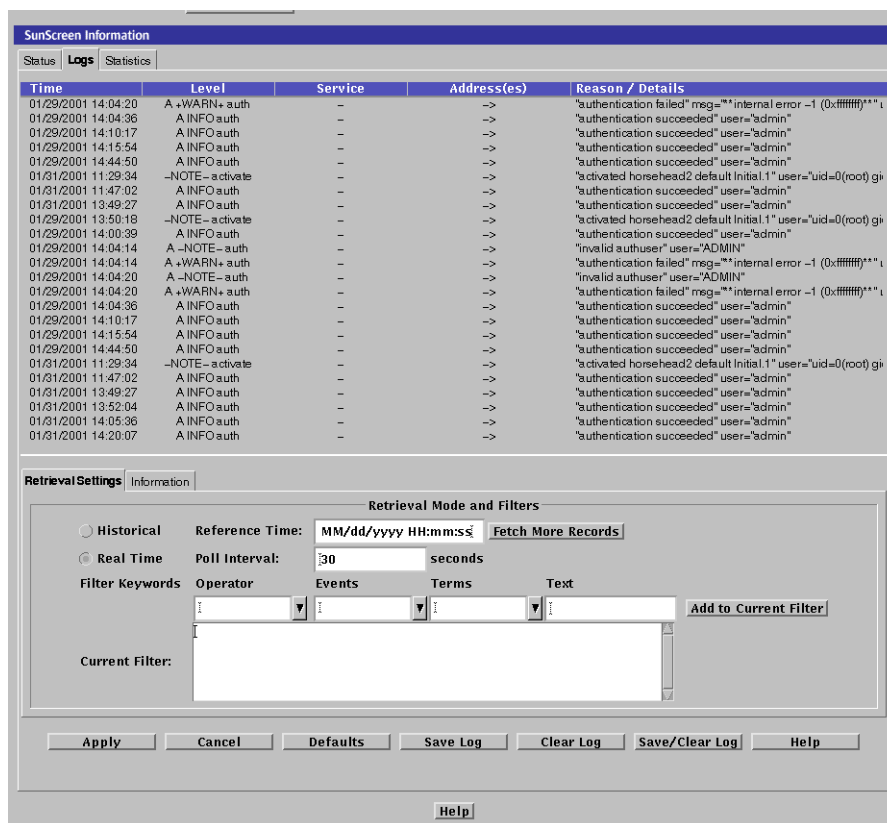 SunScreen Information
Status Logs Statistics
Time Level Service Address(es) Reason / Details
01/29/2001 14:04:20 A +WARN+ auth – –> "authentication failed" msg="** internal error –1 (0xffffffff)** " u
01/29/2001 14:04:36 A INFO auth – –> "authentication succeeded" user="admin"
01/29/2001 14:10:17 A INFO auth – –> "authentication succeeded" user="admin"
01/29/2001 14:15:54 A INFO auth – –> "authentication succeeded" user="admin"
01/29/2001 14:44:50 A INFO auth – –> "authentication succeeded" user="admin"
01/31/2001 11:29:34 –NOTE– activate – –> "activated horsehead2 default Initial.1" user="uid=0(root) gi
01/31/2001 11:47:02 A INFO auth – –> "authentication succeeded" user="admin"
01/31/2001 13:49:27 A INFO auth – –> "authentication succeeded" user="admin"
01/29/2001 13:50:18 –NOTE– activate – –> "activated horsehead2 default Initial.1" user="uid=0(root) gi
01/29/2001 14:00:39 A INFO auth – –> "authentication succeeded" user="admin"
01/29/2001 14:04:14 A –NOTE– auth – –> "invalid authuser" user="ADMIN"
01/29/2001 14:04:14 A +WARN+ auth – –> "authentication failed" msg="** internal error –1 (0xffffffff)** " u
01/29/2001 14:04:20 A –NOTE– auth – –> "invalid authuser" user="ADMIN"
01/29/2001 14:04:20 A +WARN+ auth – –> "authentication failed" msg="** internal error –1 (0xffffffff)** " u
01/29/2001 14:04:36 A INFO auth – –> "authentication succeeded" user="admin"
01/29/2001 14:10:17 A INFO auth – –> "authentication succeeded" user="admin"
01/29/2001 14:15:54 A INFO auth – –> "authentication succeeded" user="admin"
01/29/2001 14:44:50 A INFO auth – –> "authentication succeeded" user="admin"
01/31/2001 11:29:34 –NOTE– activate – –> "activated horsehead2 default Initial.1" user="uid=0(root) gi
01/31/2001 11:47:02 A INFO auth – –> "authentication succeeded" user="admin"
01/31/2001 13:49:27 A INFO auth – –> "authentication succeeded" user="admin"
01/31/2001 13:52:04 A INFO auth – –> "authentication succeeded" user="admin"
01/31/2001 14:05:36 A INFO auth – –> "authentication succeeded" user="admin"
01/31/2001 14:20:07 A INFO auth – –> "authentication succeeded" user="admin"
Retrieval Settings Information
Retrieval Mode and Filters
Historical Reference Time: MM/dd/yyyy HH:mm:ss Fetch More Records
Real Time Poll Interval: 30 seconds
Filter Keywords Operator Events Terms Text
Add to Current Filter
Current Filter:
Apply Cancel Defaults Save Log Clear Log Save/Clear Log Help
Help